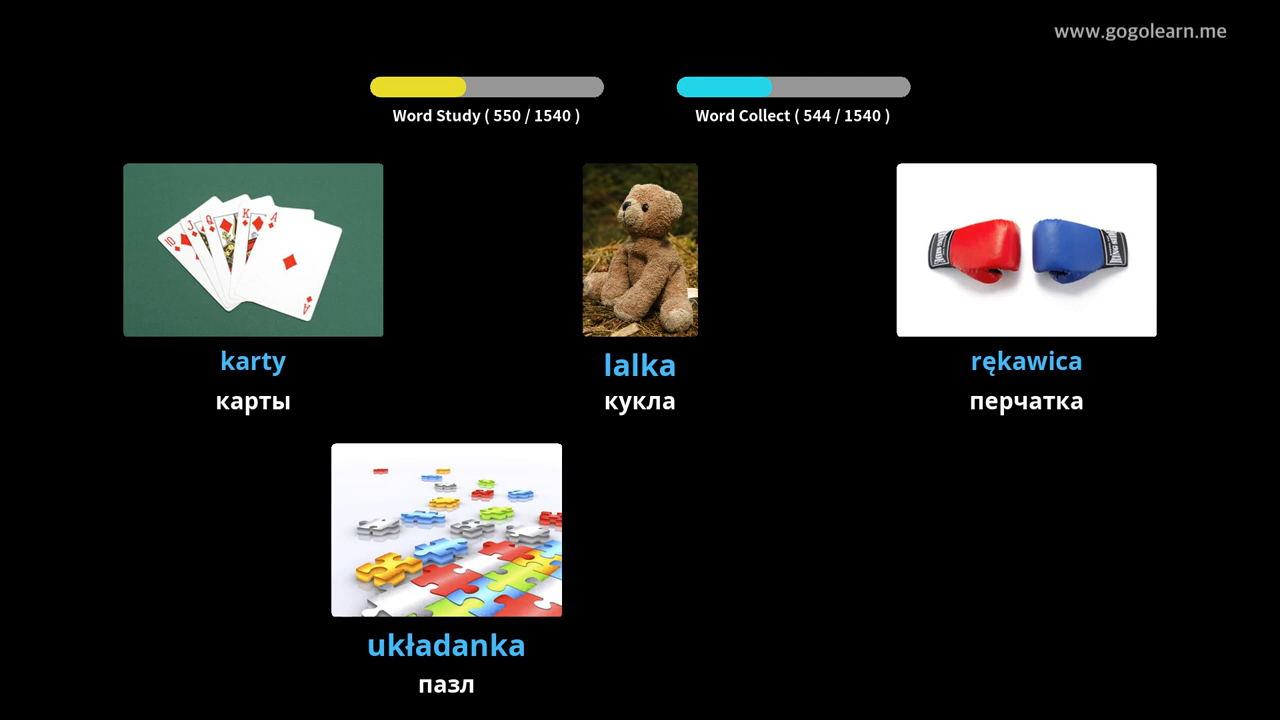 www.gogolearn.me
Word Study ( 550 / 1540 )
Word Collect ( 544 / 1540 )
10 J Q K A
A
karty
lalka
rękawica
карты
кукла
перчатка
układanka
пазл